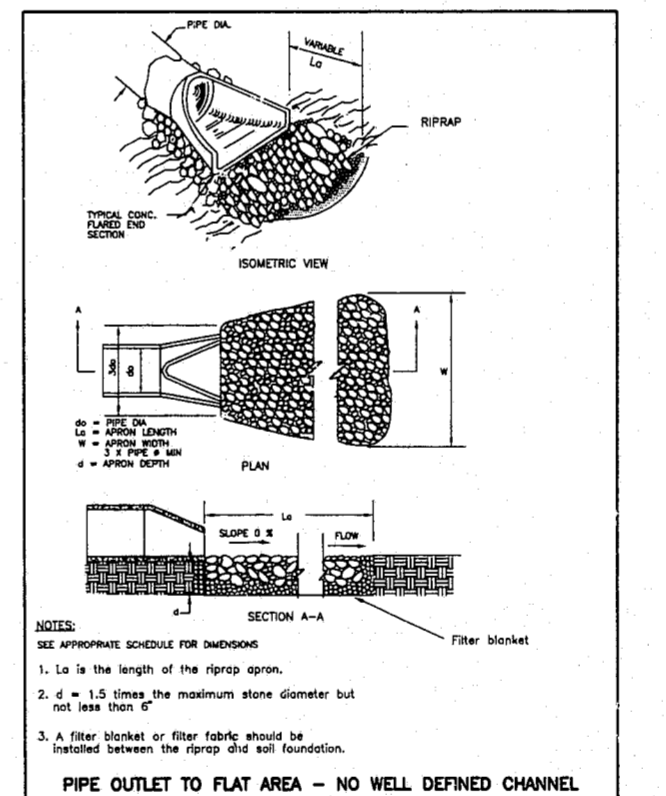 PIPE DIA.
VARIABLE
La
RIPRAP
TYPICAL CONC.
FLARED END
SECTION
ISOMETRIC VIEW
A
A
3do
do
W
do = PIPE DIA
La = APRON LENGTH
W = APRON WIDTH
3 X PIPE ø MIN
d = APRON DEPTH
PLAN
La
SLOPE 0 %
FLOW
d
SECTION A-A
Filter blanket
NOTES:
SEE APPROPRIATE SCHEDULE FOR DIMENSIONS
1. La is the length of the riprap apron.
2. d = 1.5 times the maximum stone diameter but
not less than 6"
3. A filter blanket or filter fabric should be
installed between the riprap and soil foundation.
PIPE OUTLET TO FLAT AREA – NO WELL DEFINED CHANNEL